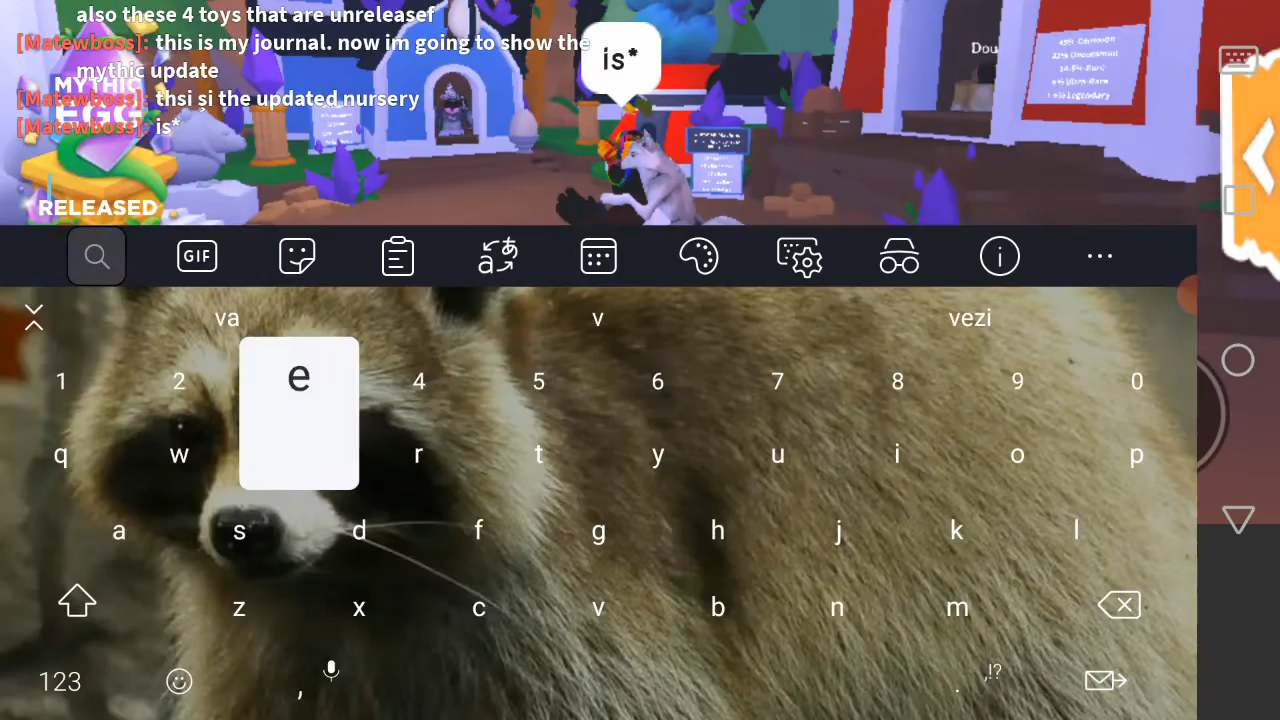 also these 4 toys that are unreleasef
[Matewboss]: this is my journal. now im going to show the
mythic update
[Matewboss]: thsi și the updated nursery
[Matewboss]: is*
is*
MYTHIC
EGG
RELEASED
Dou
GIF
va v vezi
1 2 e 4 5 6 7 8 9 0
q w r t y u i o p
a s d f g h j k l
z x c v b n m
123 , . ,!?